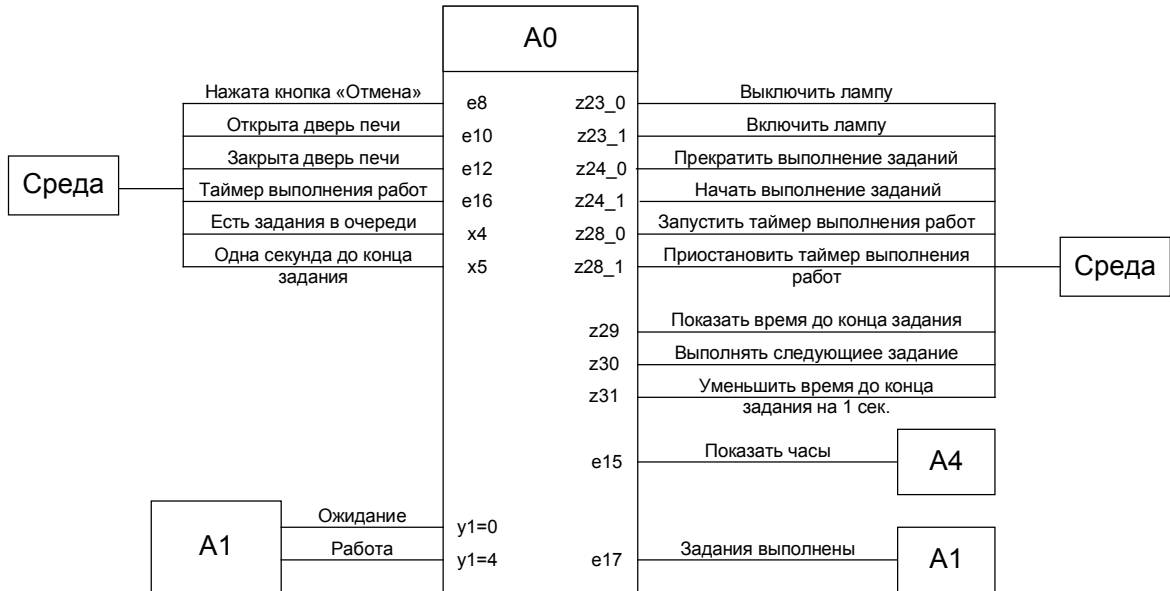 A0
Нажата кнопка «Отмена»
e8
z23_0
Выключить лампу
Открыта дверь печи
e10
z23_1
Включить лампу
Закрыта дверь печи
e12
z24_0
Прекратить выполнение заданий
Среда
Таймер выполнения работ
e16
z24_1
Начать выполнение заданий
Есть задания в очереди
x4
z28_0
Запустить таймер выполнения работ
Одна секунда до конца
задания
x5
z28_1
Приостановить таймер выполнения
работ
Среда
z29
Показать время до конца задания
z30
Выполнять следующиее задание
z31
Уменьшить время до конца
задания на 1 сек.
e15
Показать часы
A4
A1
Ожидание
y1=0
Работа
y1=4
e17
Задания выполнены
A1